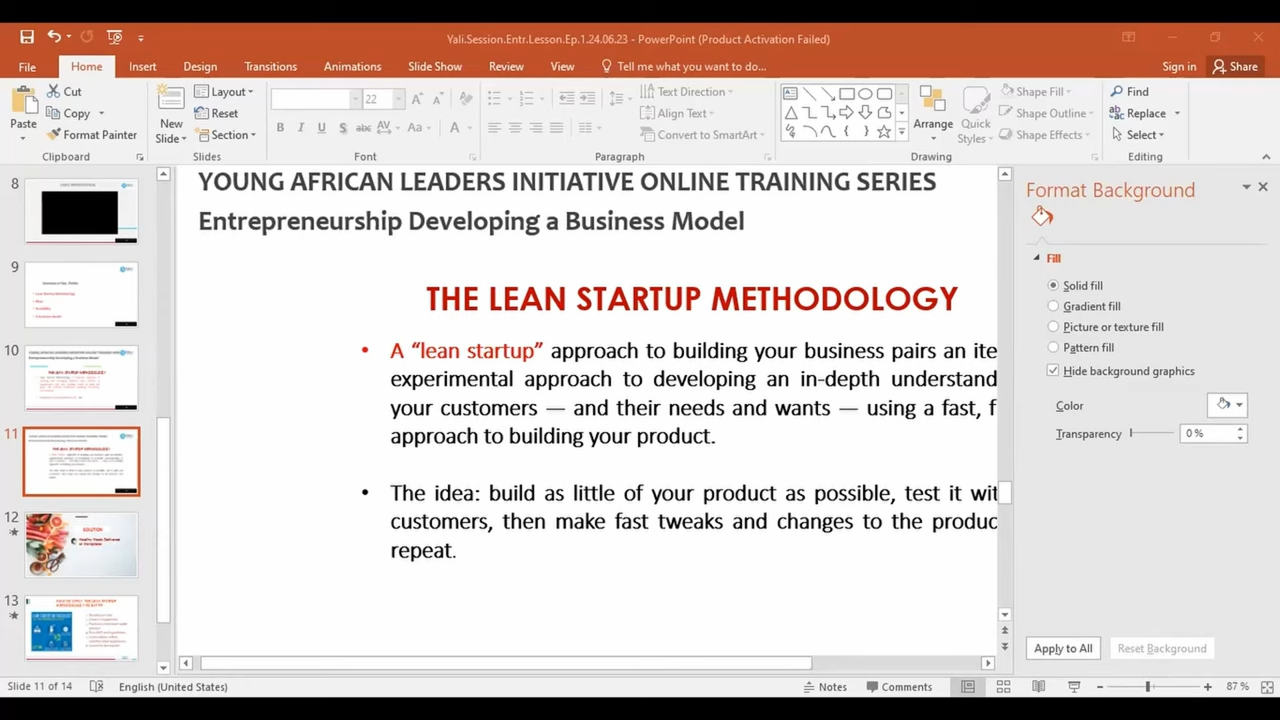 Yali.Session.Entr.Lesson.Ep.1.24.06.23 - PowerPoint (Product Activation Failed)
File Home Insert Design Transitions Animations Slide Show Review View Tell me what you want to do... Sign in Share
Paste
Cut
Copy
Format Painter
Clipboard
New Slide
Layout
Reset
Section
Slides
22
B I U S abc AV Aa A
Font
Text Direction
Align Text
Convert to SmartArt
Paragraph
Arrange
Quick Styles
Shape Fill
Shape Outline
Shape Effects
Drawing
Find
Replace
Select
Editing
8
9
10
11
12
SOLUTION
13
YOUNG AFRICAN LEADERS INITIATIVE ONLINE TRAINING SERIES
Entrepreneurship Developing a Business Model
THE LEAN STARTUP METHODOLOGY
• A “lean startup” approach to building your business pairs an ite
experimental approach to developing an in-depth understand
your customers — and their needs and wants — using a fast, f
approach to building your product.
• The idea: build as little of your product as possible, test it wit
customers, then make fast tweaks and changes to the produc
repeat.
Format Background
Fill
Solid fill
Gradient fill
Picture or texture fill
Pattern fill
Hide background graphics
Color
Transparency 0 %
Apply to All Reset Background
Slide 11 of 14 English (United States) Notes Comments 87 %